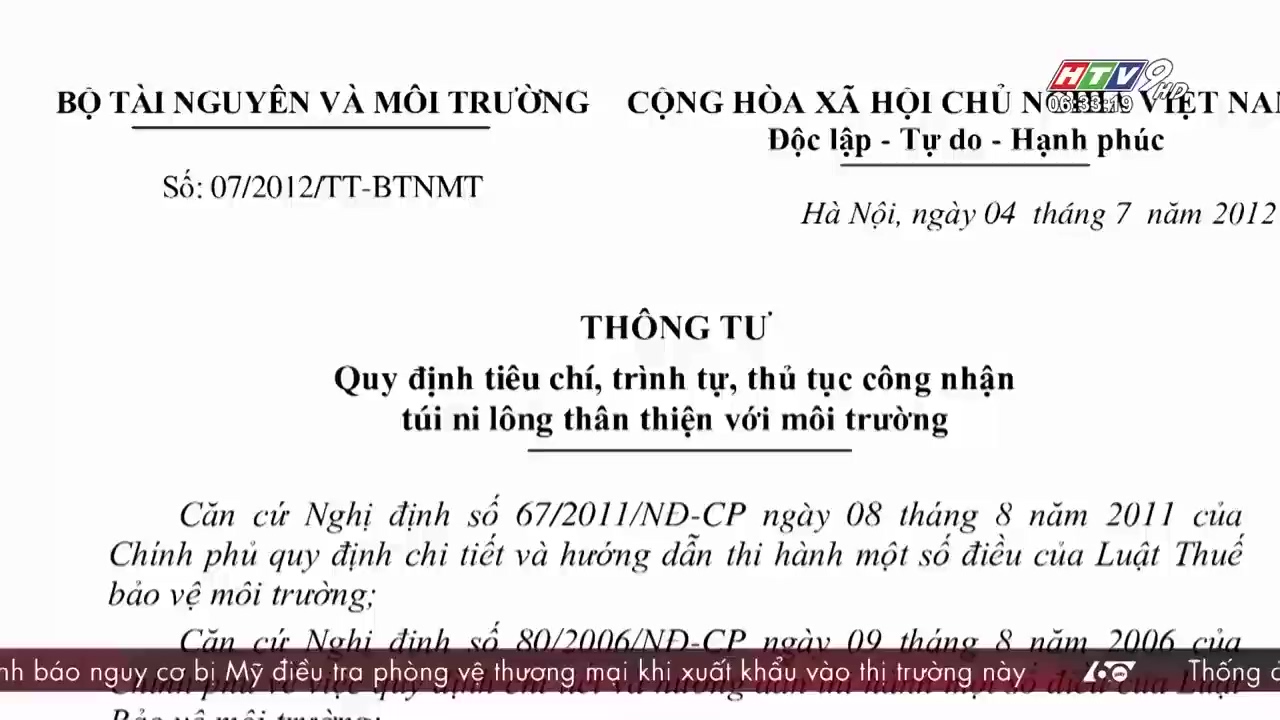 BỘ TÀI NGUYÊN VÀ MÔI TRƯỜNG
CỘNG HÒA XÃ HỘI CHỦ NGHĨA VIỆT NAM
HTV9 HD
06:33:19
Độc lập - Tự do - Hạnh phúc
Số: 07/2012/TT-BTNMT
Hà Nội, ngày 04 tháng 7 năm 2012
THÔNG TƯ
Quy định tiêu chí, trình tự, thủ tục công nhận
túi ni lông thân thiện với môi trường
Căn cứ Nghị định số 67/2011/NĐ-CP ngày 08 tháng 8 năm 2011 của
Chính phủ quy định chi tiết và hướng dẫn thi hành một số điều của Luật Thuế
bảo vệ môi trường;
Căn cứ Nghị định số 80/2006/NĐ-CP ngày 09 tháng 8 năm 2006 của
báo nguy cơ bị Mỹ điều tra phòng vệ thương mại khi xuất khẩu vào thị trường này 60 Thống
Bảo vệ môi trường;